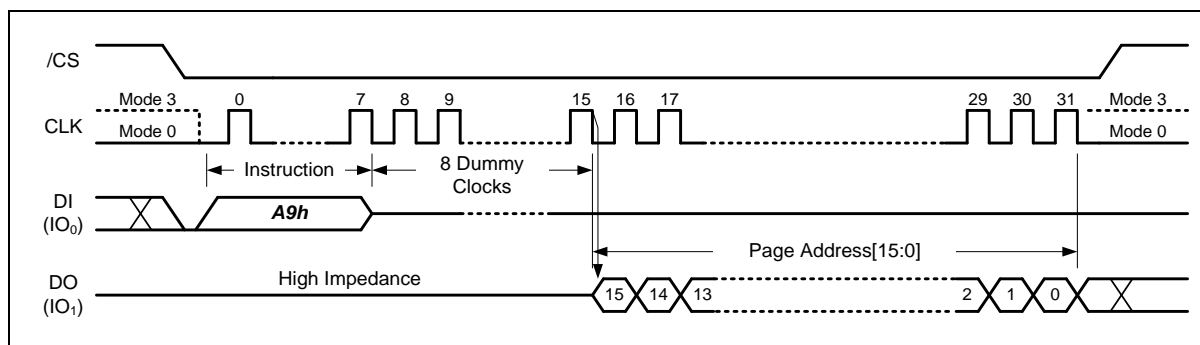 /CS
Mode 3 0 7 8 9 15 16 17 29 30 31 Mode 3
CLK
Mode 0 Mode 0
Instruction 8 Dummy
Clocks
DI
(IO₀)
A9h
Page Address[15:0]
High Impedance
DO
(IO₁)
15 14 13 2 1 0